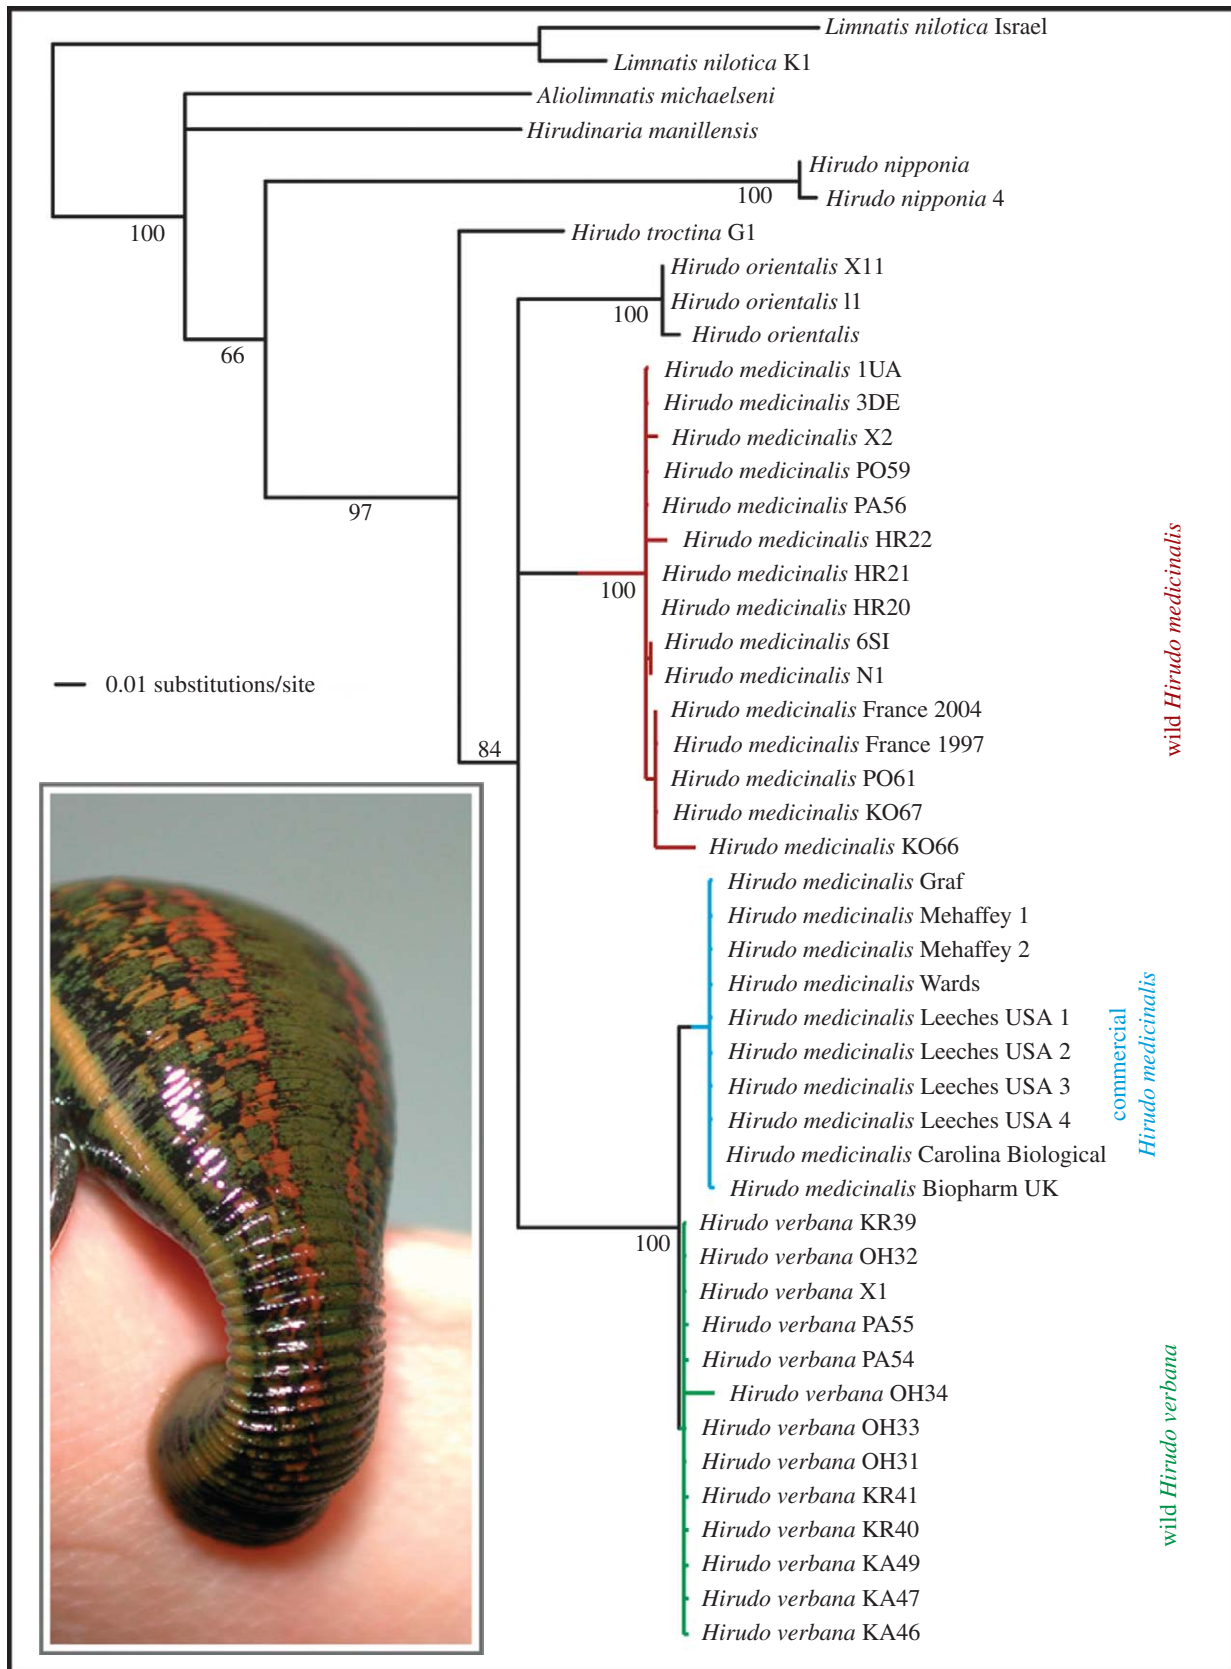 Limnatis nilotica Israel
Limnatis nilotica K1
Aliolimnatis michaelseni
Hirudinaria manillensis
Hirudo nipponia
100
Hirudo nipponia 4
100
Hirudo troctina G1
Hirudo orientalis X11
Hirudo orientalis l1
100
Hirudo orientalis
66
Hirudo medicinalis 1UA
Hirudo medicinalis 3DE
Hirudo medicinalis X2
Hirudo medicinalis PO59
Hirudo medicinalis PA56
97
Hirudo medicinalis HR22
Hirudo medicinalis HR21
100
Hirudo medicinalis HR20
Hirudo medicinalis 6SI
Hirudo medicinalis N1
wild Hirudo medicinalis
0.01 substitutions/site
Hirudo medicinalis France 2004
Hirudo medicinalis France 1997
84
Hirudo medicinalis PO61
Hirudo medicinalis KO67
Hirudo medicinalis KO66
Hirudo medicinalis Graf
Hirudo medicinalis Mehaffey 1
Hirudo medicinalis Mehaffey 2
Hirudo medicinalis Wards
Hirudo medicinalis Leeches USA 1
Hirudo medicinalis Leeches USA 2
Hirudo medicinalis Leeches USA 3
Hirudo medicinalis Leeches USA 4
Hirudo medicinalis Carolina Biological
Hirudo medicinalis Biopharm UK
commercial
Hirudo medicinalis
Hirudo verbana KR39
100
Hirudo verbana OH32
Hirudo verbana X1
Hirudo verbana PA55
Hirudo verbana PA54
Hirudo verbana OH34
Hirudo verbana OH33
Hirudo verbana OH31
Hirudo verbana KR41
Hirudo verbana KR40
Hirudo verbana KA49
Hirudo verbana KA47
Hirudo verbana KA46
wild Hirudo verbana